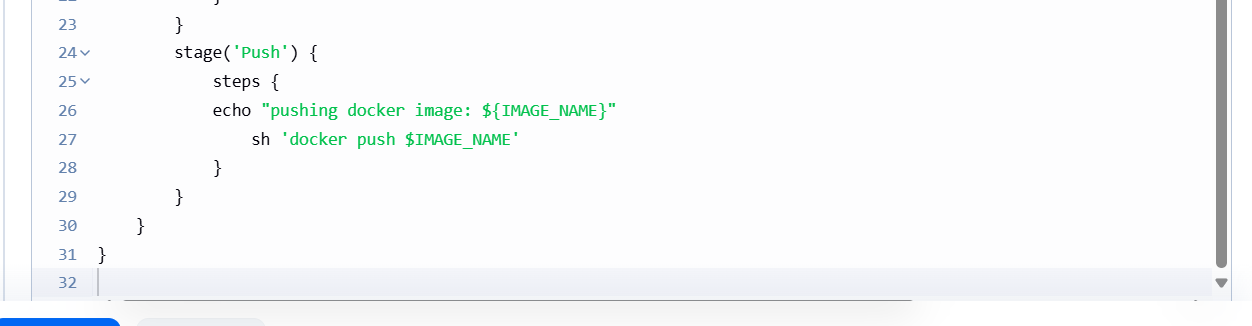 23 }
24 stage('Push') {
25 steps {
26 echo "pushing docker image: ${IMAGE_NAME}"
27 sh 'docker push $IMAGE_NAME'
28 }
29 }
30 }
31 }
32